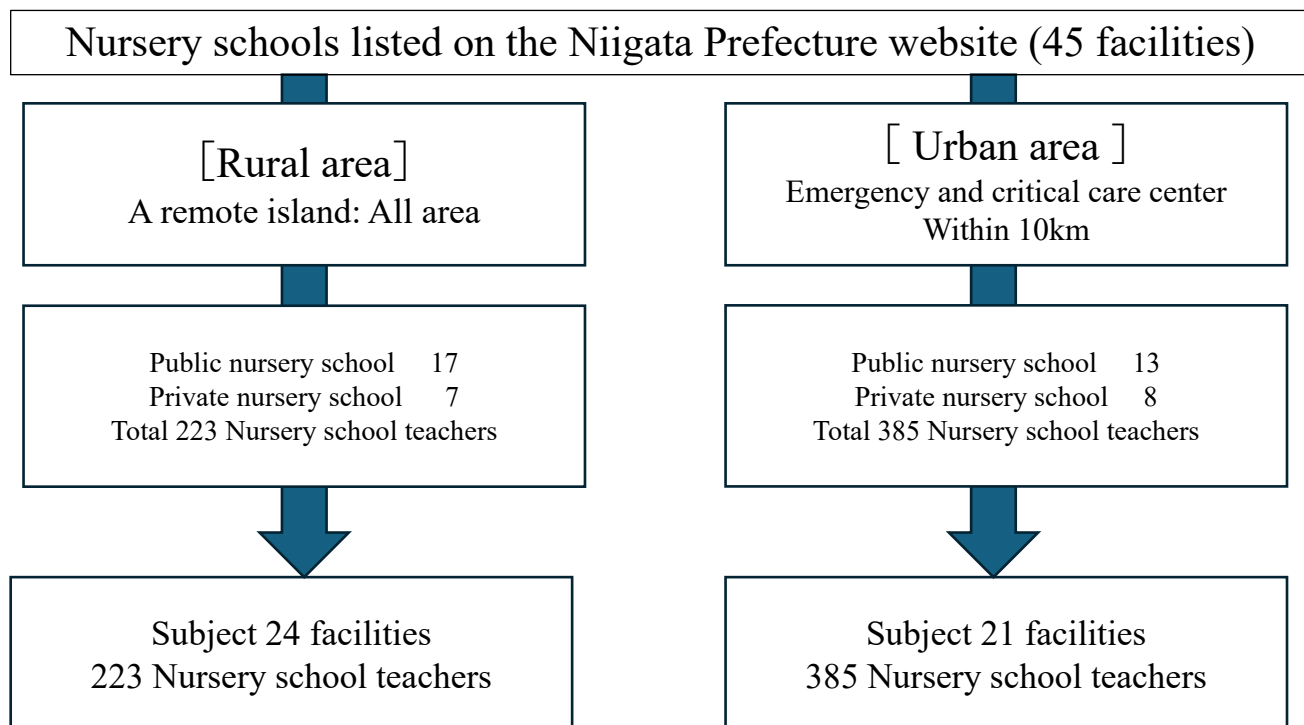 Nursery schools listed on the Niigata Prefecture website (45 facilities)
［Rural area］
A remote island: All area
Public nursery school 17
Private nursery school 7
Total 223 Nursery school teachers
Subject 24 facilities
223 Nursery school teachers
［ Urban area ］
Emergency and critical care center
Within 10km
Public nursery school 13
Private nursery school 8
Total 385 Nursery school teachers
Subject 21 facilities
385 Nursery school teachers